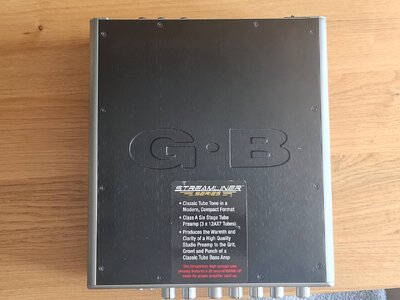 G·B
STREAMLINER
SERIES
• Classic Tube Tone in a
Modern, Compact Format
• Class A Six Stage Tube
Preamp (3 x 12AX7 Tubes)
• Produces the Warmth and
Clarity of a High Quality
Studio Preamp to the Grit,
Growl and Punch of a
Classic Tube Bass Amp